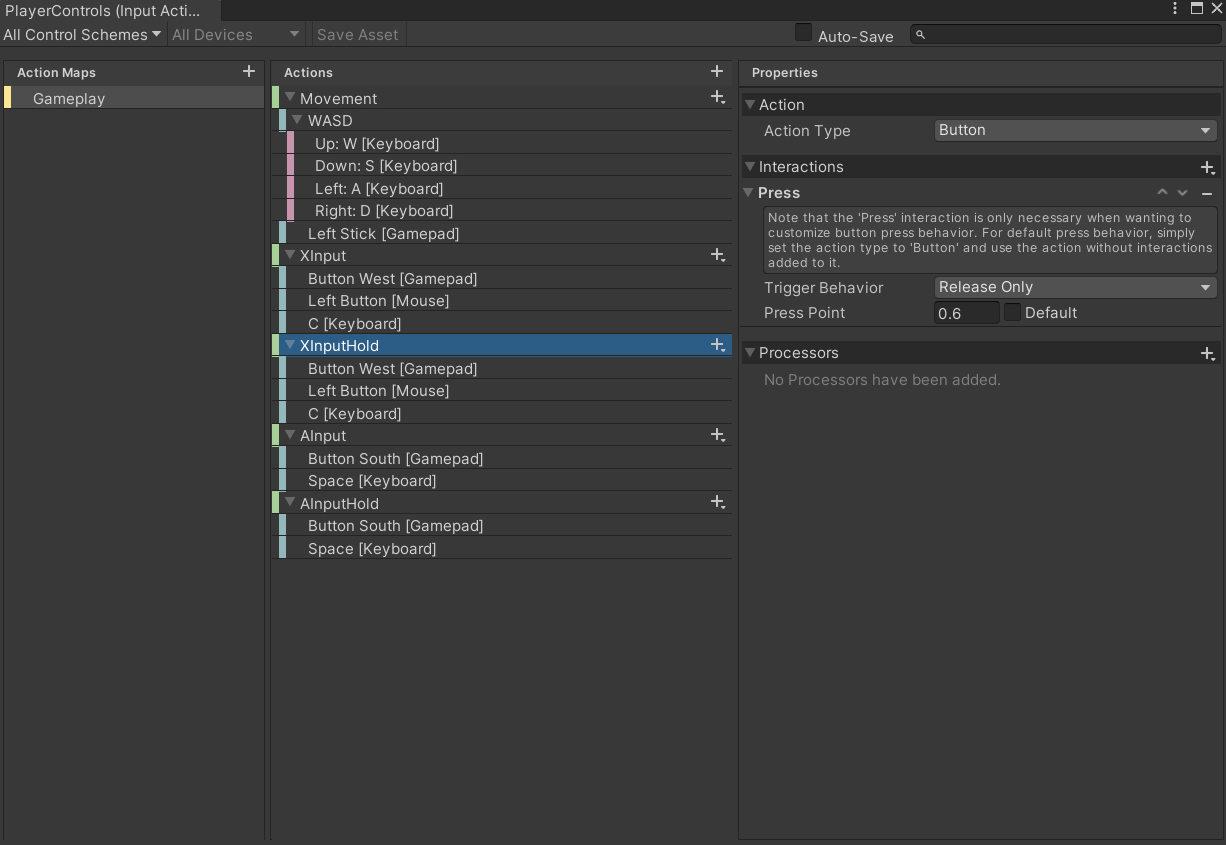 PlayerControls (Input Acti...
All Control Schemes All Devices Save Asset Auto-Save
Action Maps
Gameplay
Actions
Movement
WASD
Up: W [Keyboard]
Down: S [Keyboard]
Left: A [Keyboard]
Right: D [Keyboard]
Left Stick [Gamepad]
XInput
Button West [Gamepad]
Left Button [Mouse]
C [Keyboard]
XInputHold
Button West [Gamepad]
Left Button [Mouse]
C [Keyboard]
AInput
Button South [Gamepad]
Space [Keyboard]
AInputHold
Button South [Gamepad]
Space [Keyboard]
Properties
Action
Action Type Button
Interactions
Press
Note that the 'Press' interaction is only necessary when wanting to
customize button press behavior. For default press behavior, simply
set the action type to 'Button' and use the action without interactions
added to it.
Trigger Behavior Release Only
Press Point 0.6 Default
Processors
No Processors have been added.